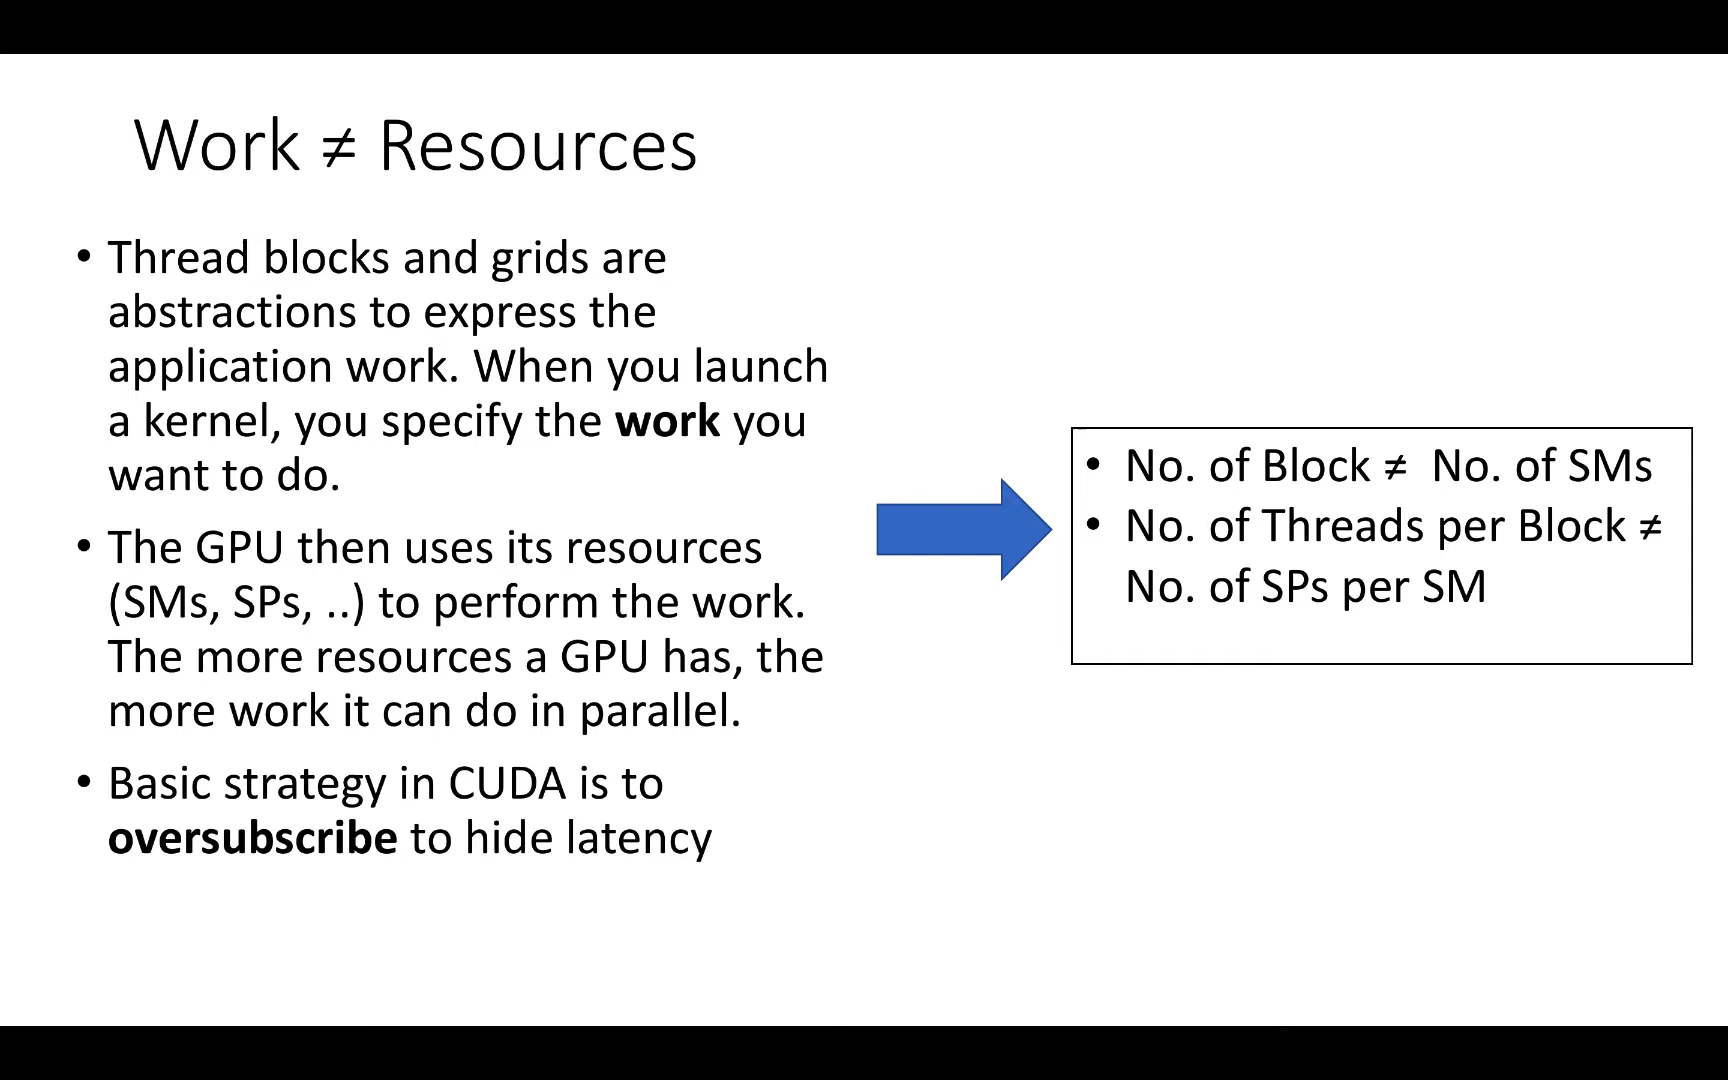 Work ≠ Resources
• Thread blocks and grids are
abstractions to express the
application work. When you launch
a kernel, you specify the work you
want to do.
• The GPU then uses its resources
(SMs, SPs, ..) to perform the work.
The more resources a GPU has, the
more work it can do in parallel.
• Basic strategy in CUDA is to
oversubscribe to hide latency
• No. of Block ≠ No. of SMs
• No. of Threads per Block ≠
No. of SPs per SM